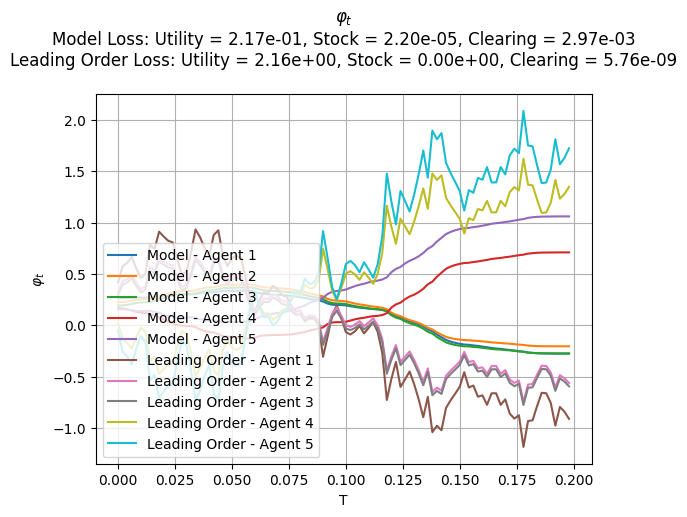 φₜ
Model Loss: Utility = 2.17e-01, Stock = 2.20e-05, Clearing = 2.97e-03
Leading Order Loss: Utility = 2.16e+00, Stock = 0.00e+00, Clearing = 5.76e-09
φₜ
2.0
1.5
1.0
0.5
0.0
−0.5
−1.0
Model - Agent 1
Model - Agent 2
Model - Agent 3
Model - Agent 4
Model - Agent 5
Leading Order - Agent 1
Leading Order - Agent 2
Leading Order - Agent 3
Leading Order - Agent 4
Leading Order - Agent 5
0.000 0.025 0.050 0.075 0.100 0.125 0.150 0.175 0.200
T